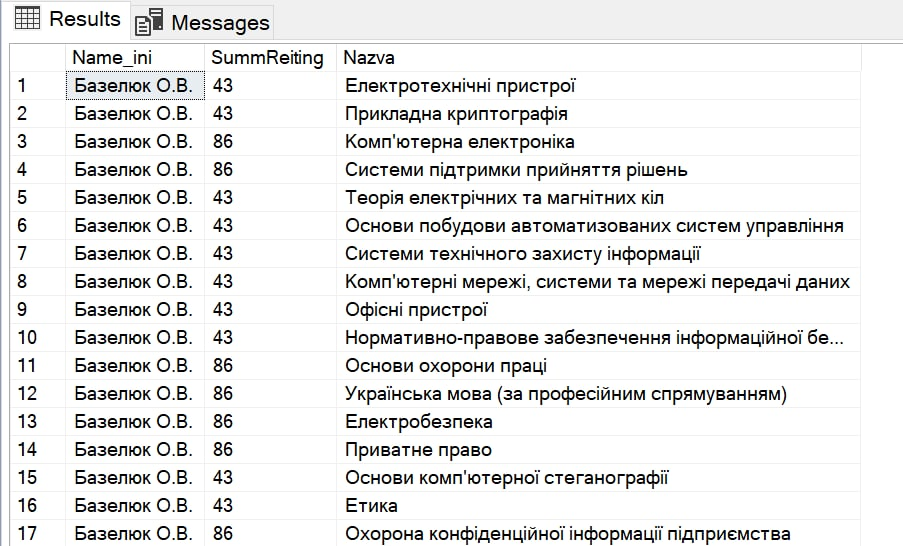 Results Messages
Name_ini SummReiting Nazva
1 Базелюк О.В. 43 Електротехнічні пристрої
2 Базелюк О.В. 43 Прикладна криптографія
3 Базелюк О.В. 86 Комп'ютерна електроніка
4 Базелюк О.В. 86 Системи підтримки прийняття рішень
5 Базелюк О.В. 43 Теорія електрічних та магнітних кіл
6 Базелюк О.В. 43 Основи побудови автоматизованих систем управління
7 Базелюк О.В. 43 Системи технічного захисту інформації
8 Базелюк О.В. 43 Комп'ютерні мережі, системи та мережі передачі даних
9 Базелюк О.В. 43 Офісні пристрої
10 Базелюк О.В. 43 Нормативно-правове забезпечення інформаційної бе...
11 Базелюк О.В. 86 Основи охорони праці
12 Базелюк О.В. 86 Українська мова (за професійним спрямуванням)
13 Базелюк О.В. 86 Електробезпека
14 Базелюк О.В. 86 Приватне право
15 Базелюк О.В. 43 Основи комп'ютерної стеганографії
16 Базелюк О.В. 43 Етика
17 Базелюк О.В. 86 Охорона конфіденційної інформації підприємства